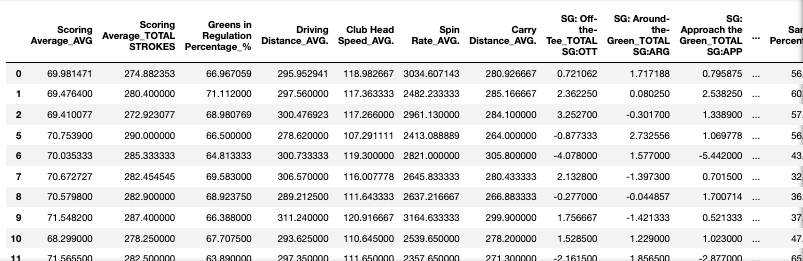 Scoring Average_AVG Scoring Average_TOTAL STROKES Greens in Regulation Percentage_% Driving Distance_AVG. Club Head Speed_AVG. Spin Rate_AVG. Carry Distance_AVG. SG: Off-the-Tee_TOTAL SG:OTT SG: Around-the-Green_TOTAL SG:ARG SG: Approach the Green_TOTAL SG:APP ...
0 69.981471 274.882353 66.967059 295.952941 118.982667 3034.607143 280.926667 0.721062 1.717188 0.795875 ... 56.
1 69.476400 280.400000 71.112000 297.560000 117.363333 2482.233333 285.166667 2.362250 0.080250 2.538250 ... 60.
2 69.410077 272.923077 68.980769 300.476923 117.266000 2961.130000 284.100000 3.252700 -0.301700 1.338900 ... 57.
5 70.753900 290.000000 66.500000 278.620000 107.291111 2413.088889 264.000000 -0.877333 2.732556 1.069778 ... 56.
6 70.035333 285.333333 64.813333 300.733333 119.300000 2821.000000 305.800000 -4.078000 1.577000 -5.442000 ... 43.
7 70.672727 282.454545 69.583000 306.570000 116.007778 2645.833333 280.433333 2.132800 -1.397300 0.701500 ... 32.
8 70.579800 282.900000 68.923750 289.212500 111.643333 2637.216667 266.883333 -0.277000 -0.044857 1.700714 ... 36.
9 71.548200 287.400000 66.388000 311.240000 120.916667 3164.633333 299.900000 1.756667 -1.421333 0.521333 ... 37.
10 68.299000 278.250000 67.707500 293.625000 110.645000 2539.650000 278.200000 1.528500 1.229000 1.023000 ... 47.
11 71.565500 282.500000 63.890000 297.350000 111.650000 2357.650000 271.300000 -2.161500 1.856500 -2.877000 ... 65.